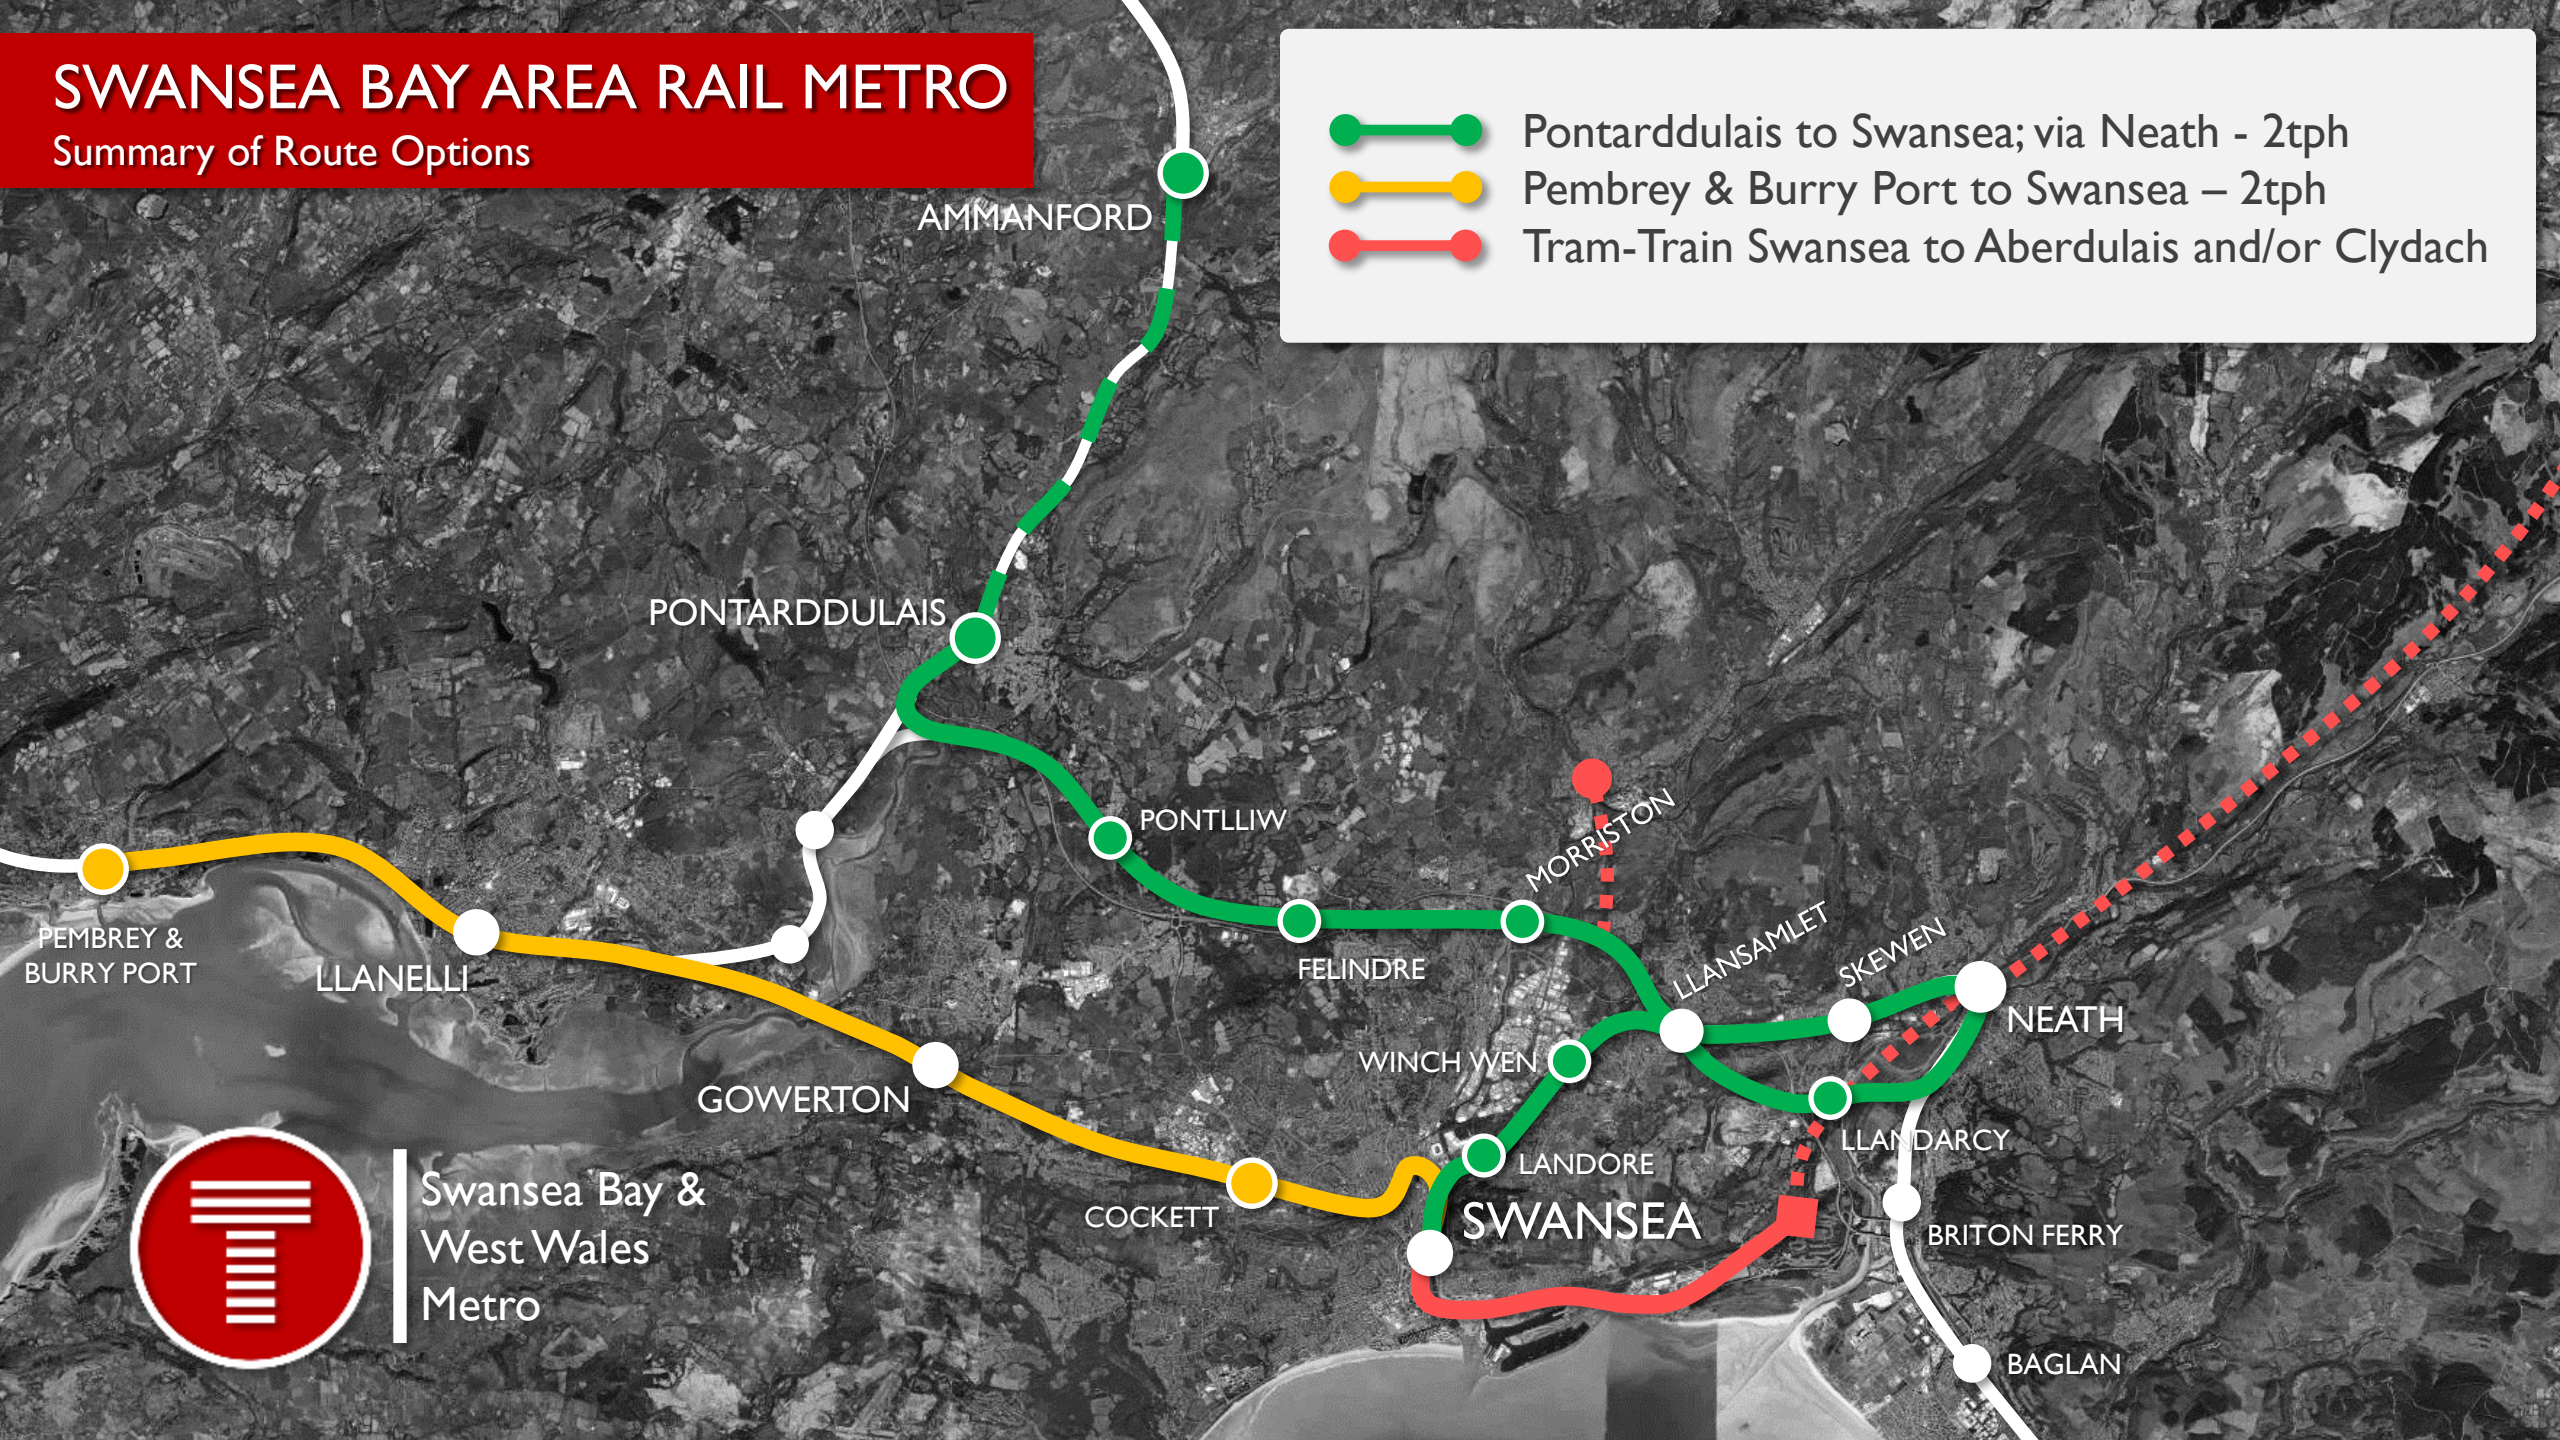 SWANSEA BAY AREA RAIL METRO
Summary of Route Options
Pontarddulais to Swansea; via Neath - 2tph
Pembrey & Burry Port to Swansea – 2tph
Tram-Train Swansea to Aberdulais and/or Clydach
AMMANFORD
PONTARDDULAIS
PONTLLIW
MORRISTON
FELINDRE
LLANSAMLET
SKEWEN
NEATH
PEMBREY &
BURRY PORT
LLANELLI
GOWERTON
WINCH WEN
LLANDARCY
LANDORE
COCKETT
SWANSEA
BRITON FERRY
BAGLAN
Swansea Bay &
West Wales
Metro